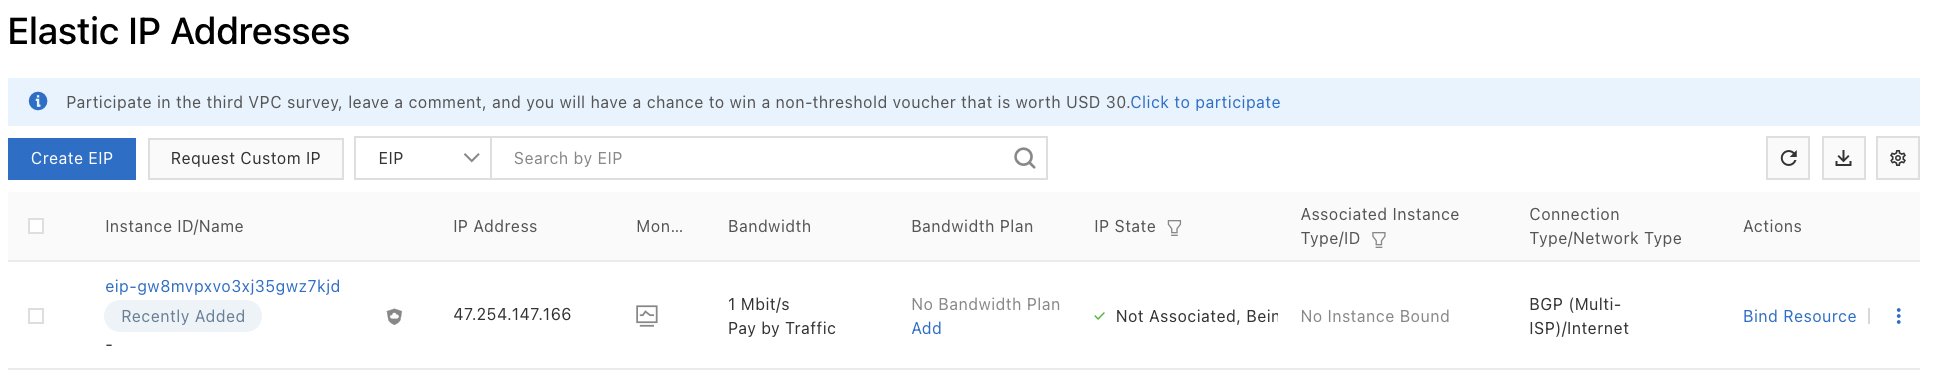 Elastic IP Addresses
Participate in the third VPC survey, leave a comment, and you will have a chance to win a non-threshold voucher that is worth USD 30.Click to participate
Create EIP
Request Custom IP
EIP
Search by EIP
Instance ID/Name
IP Address
Mon...
Bandwidth
Bandwidth Plan
IP State
Associated Instance
Type/ID
Connection
Type/Network Type
Actions
eip-gw8mvpxvo3xj35gwz7kjd
Recently Added
-
47.254.147.166
1 Mbit/s
Pay by Traffic
No Bandwidth Plan
Add
Not Associated, Bein
No Instance Bound
BGP (Multi-
ISP)/Internet
Bind Resource